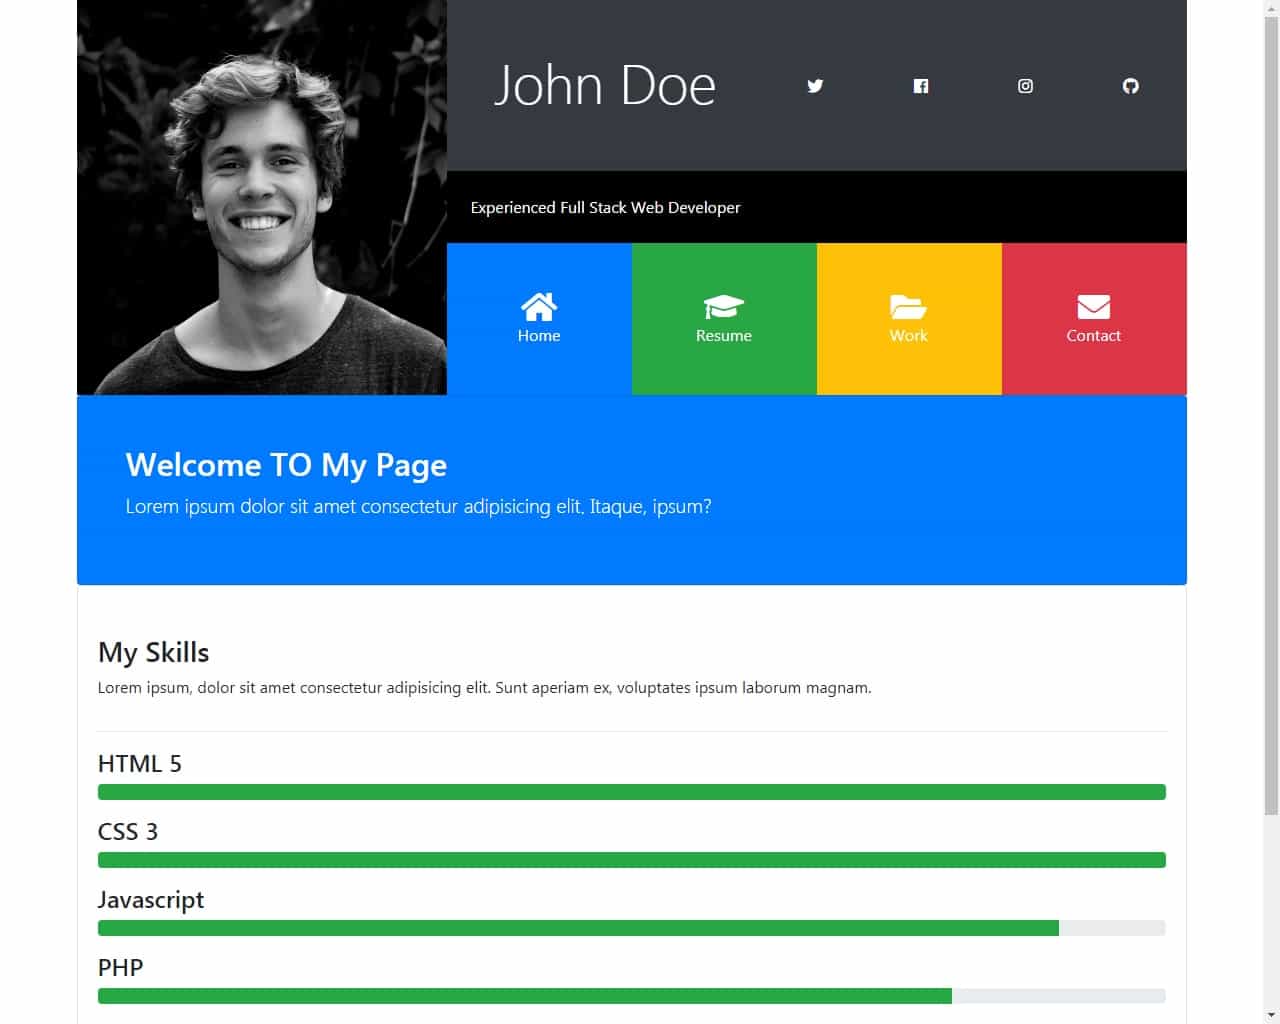 John Doe
Experienced Full Stack Web Developer
Home
Resume
Work
Contact
Welcome TO My Page
Lorem ipsum dolor sit amet consectetur adipisicing elit. Itaque, ipsum?
My Skills
Lorem ipsum, dolor sit amet consectetur adipisicing elit. Sunt aperiam ex, voluptates ipsum laborum magnam.
HTML 5
CSS 3
Javascript
PHP